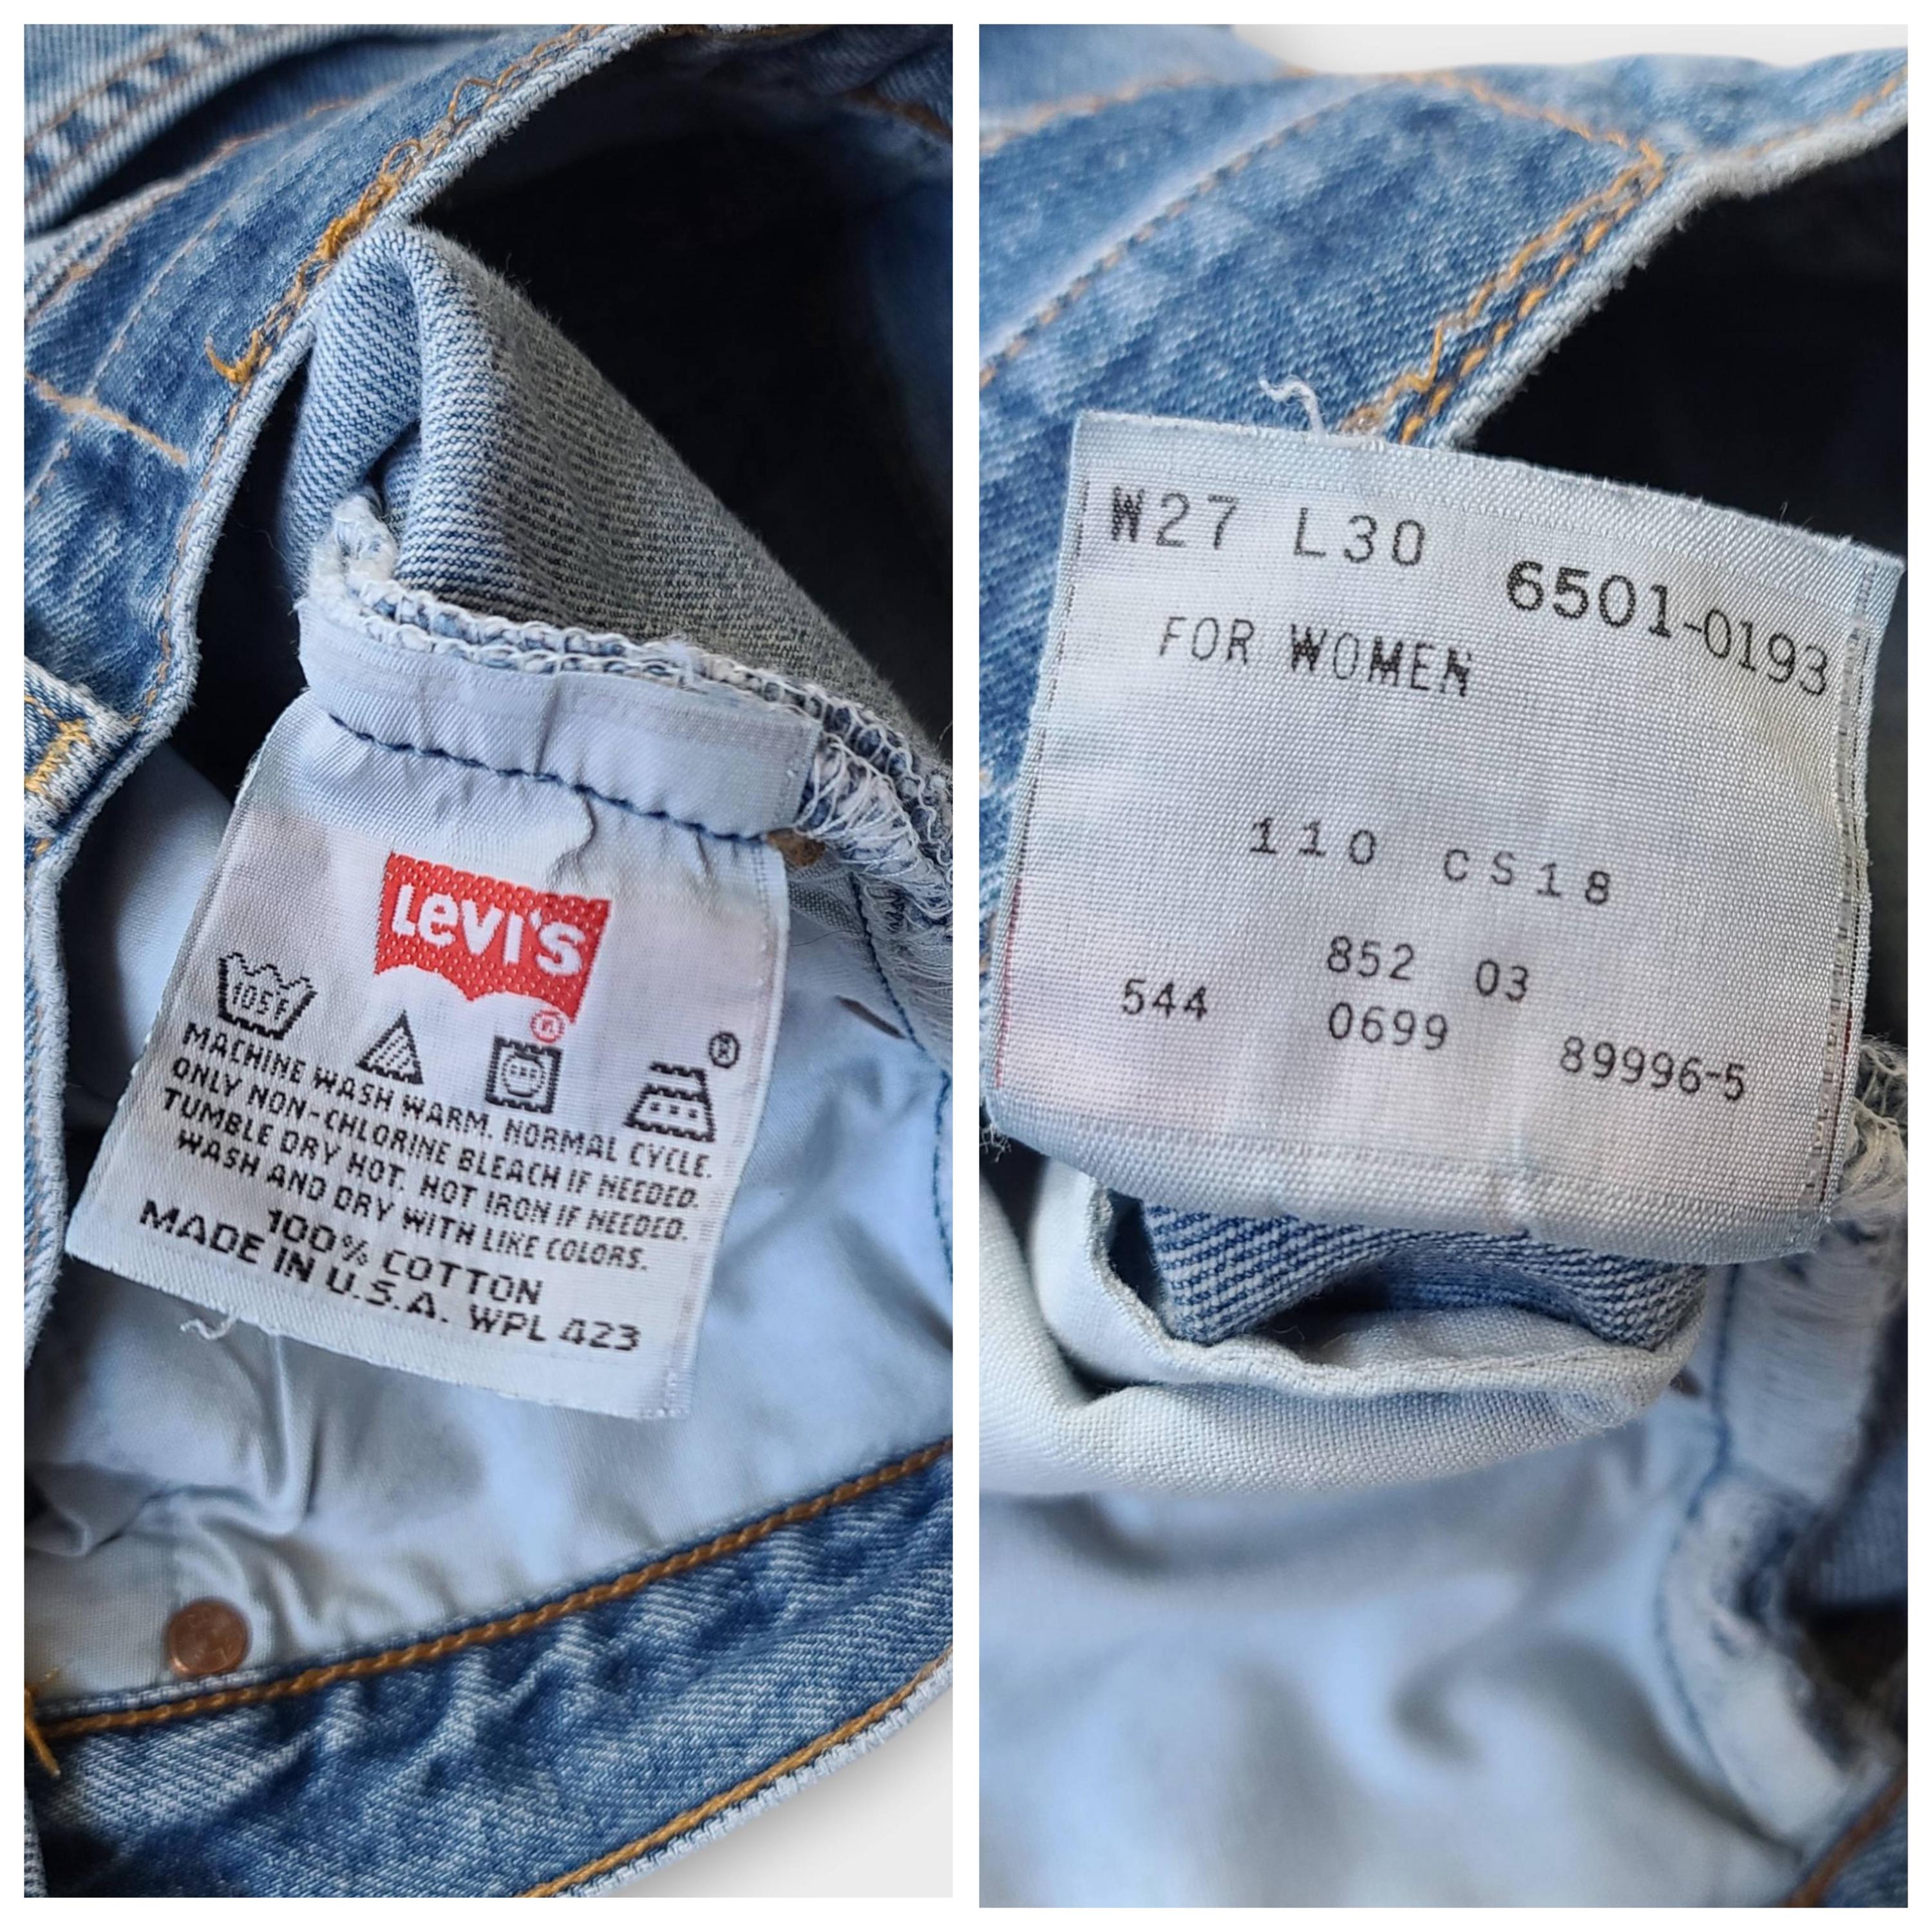 Levi's
®
105F
®
MACHINE WASH WARM. NORMAL CYCLE.
ONLY NON-CHLORINE BLEACH IF NEEDED.
TUMBLE DRY HOT. HOT IRON IF NEEDED.
WASH AND DRY WITH LIKE COLORS.
100% COTTON
MADE IN U.S.A. WPL 423
W27 L30 6501-0193
FOR WOMEN
110 CS18
852 03
544 0699 89996-5